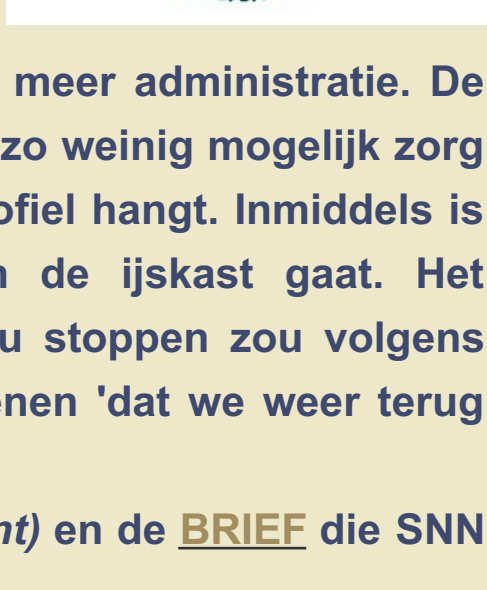 meer administratie. De
zo weinig mogelijk zorg
ofiel hangt. Inmiddels is
de ijskast gaat. Het
stoppen zou volgens
enen 'dat we weer terug
nt) en de BRIEF die SNN